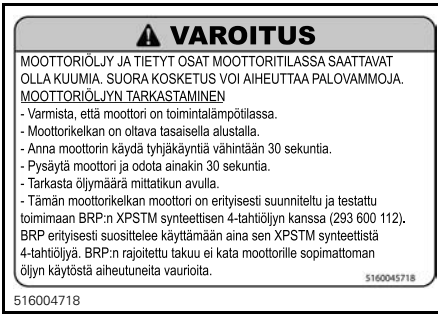 VAROITUS
MOOTTORIÖLJY JA TIETYT OSAT MOOTTORITILASSA SAATTAVAT
OLLA KUUMIA. SUORA KOSKETUS VOI AIHEUTTAA PALOVAMMOJA.
MOOTTORIÖLJYN TARKASTAMINEN
- Varmista, että moottori on toimintalämpötilassa.
- Moottorikelkan on oltava tasaisella alustalla.
- Anna moottorin käydä tyhjäkäyntiä vähintään 30 sekuntia.
- Pysäytä moottori ja odota ainakin 30 sekuntia.
- Tarkasta öljymäärä mittatikun avulla.
- Tämän moottorikelkan moottori on erityisesti suunniteltu ja testattu
toimimaan BRP:n XPSTM synteettisen 4-tahtiöljyn kanssa (293 600 112).
BRP erityisesti suosittelee käyttämään aina sen XPSTM synteettistä
4-tahtiöljyä. BRP:n rajoitettu takuu ei kata moottorille sopimattoman
öljyn käytöstä aiheutuneita vaurioita.
5160045718
516004718